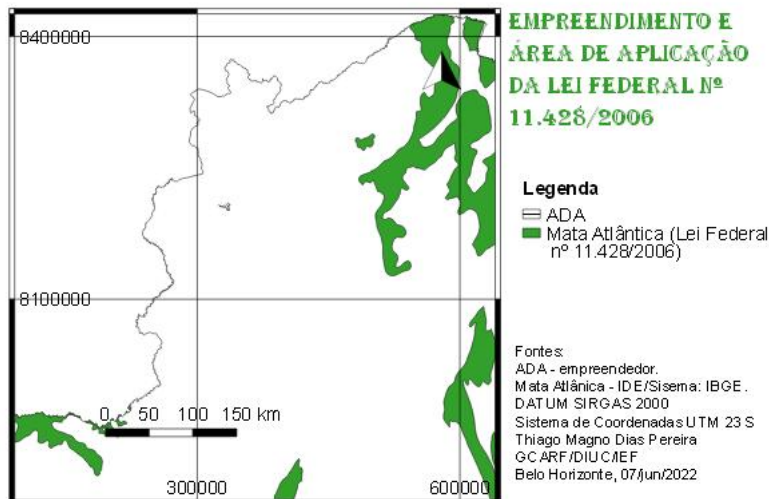 8400000
8100000
0 50 100 150 km
300000
600000
EMPREENDIMENTO E
ÁREA DE APLICAÇÃO
DA LEI FEDERAL Nº
11.428/2006
Legenda
ADA
Mata Atlântica (Lei Federal
nº 11.428/2006)
Fontes:
ADA - empreendedor.
Mata Atlânica - IDE/Sisema: IBGE.
DATUM SIRGAS 2000
Sistema de Coordenadas UTM 23 S
Thiago Magno Dias Pereira
GCARF/DIUC/IEF
Belo Horizonte, 07/jun/2022